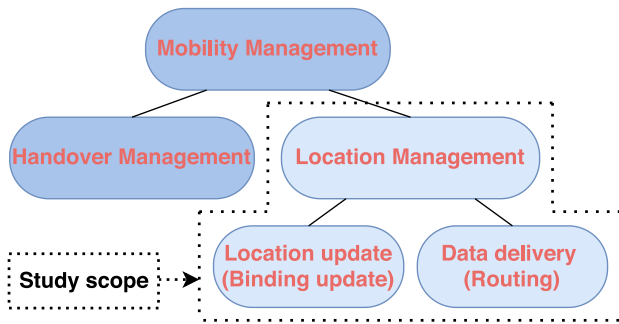 Mobility Management
Handover Management
Location Management
Location update
(Binding update)
Data delivery
(Routing)
Study scope